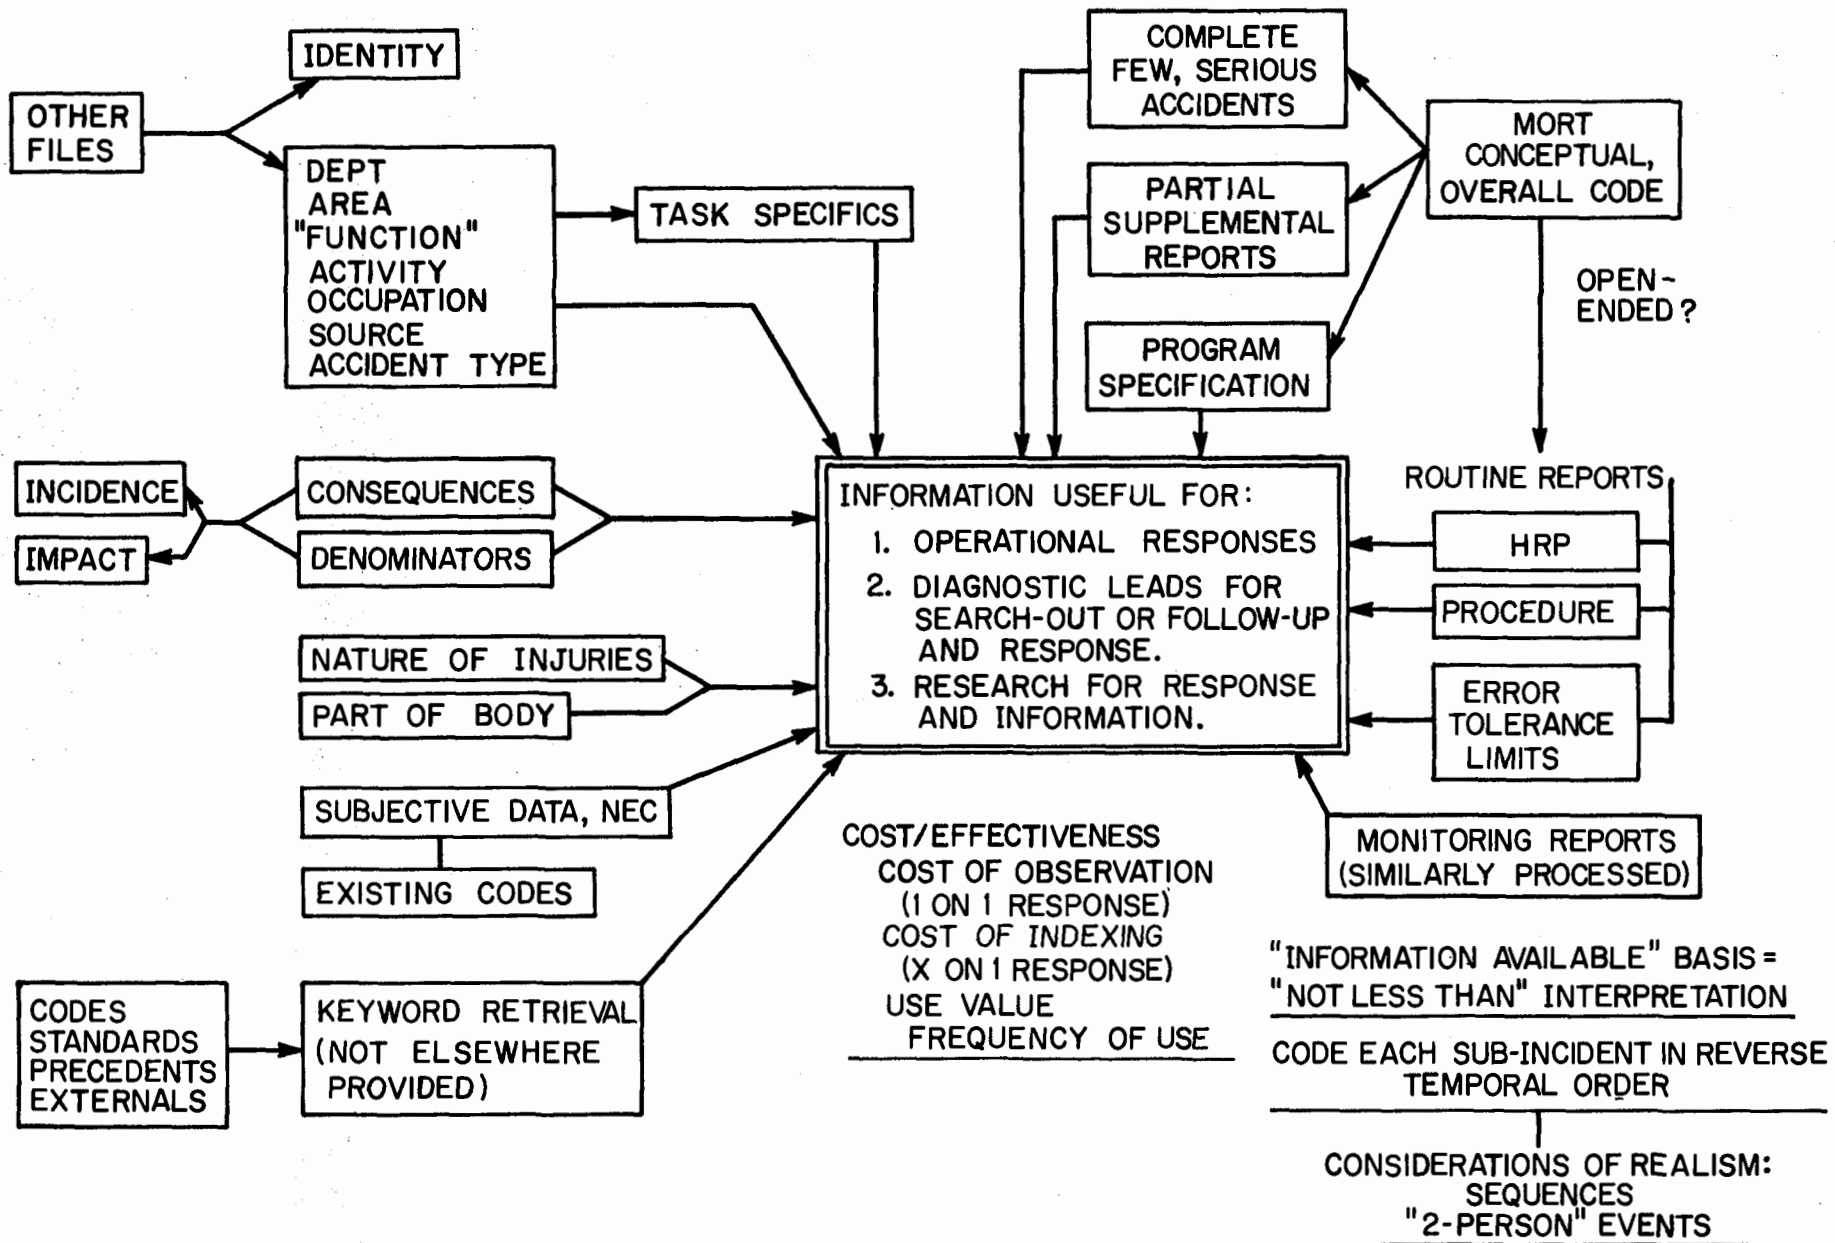 IDENTITY
OTHER
FILES
DEPT
AREA
"FUNCTION"
ACTIVITY
OCCUPATION
SOURCE
ACCIDENT TYPE
TASK SPECIFICS
COMPLETE
FEW, SERIOUS
ACCIDENTS
PARTIAL
SUPPLEMENTAL
REPORTS
PROGRAM
SPECIFICATION
MORT
CONCEPTUAL,
OVERALL CODE
OPEN-
ENDED?
INCIDENCE
IMPACT
CONSEQUENCES
DENOMINATORS
NATURE OF INJURIES
PART OF BODY
SUBJECTIVE DATA, NEC
EXISTING CODES
CODES
STANDARDS
PRECEDENTS
EXTERNALS
KEYWORD RETRIEVAL
(NOT ELSEWHERE
PROVIDED)
INFORMATION USEFUL FOR:
1. OPERATIONAL RESPONSES
2. DIAGNOSTIC LEADS FOR
SEARCH-OUT OR FOLLOW-UP
AND RESPONSE.
3. RESEARCH FOR RESPONSE
AND INFORMATION.
ROUTINE REPORTS
HRP
PROCEDURE
ERROR
TOLERANCE
LIMITS
MONITORING REPORTS
(SIMILARLY PROCESSED)
COST/EFFECTIVENESS
COST OF OBSERVATION
(1 ON 1 RESPONSE)
COST OF INDEXING
(X ON 1 RESPONSE)
USE VALUE
FREQUENCY OF USE
"INFORMATION AVAILABLE" BASIS =
"NOT LESS THAN" INTERPRETATION
CODE EACH SUB-INCIDENT IN REVERSE
TEMPORAL ORDER
CONSIDERATIONS OF REALISM:
SEQUENCES
"2-PERSON" EVENTS